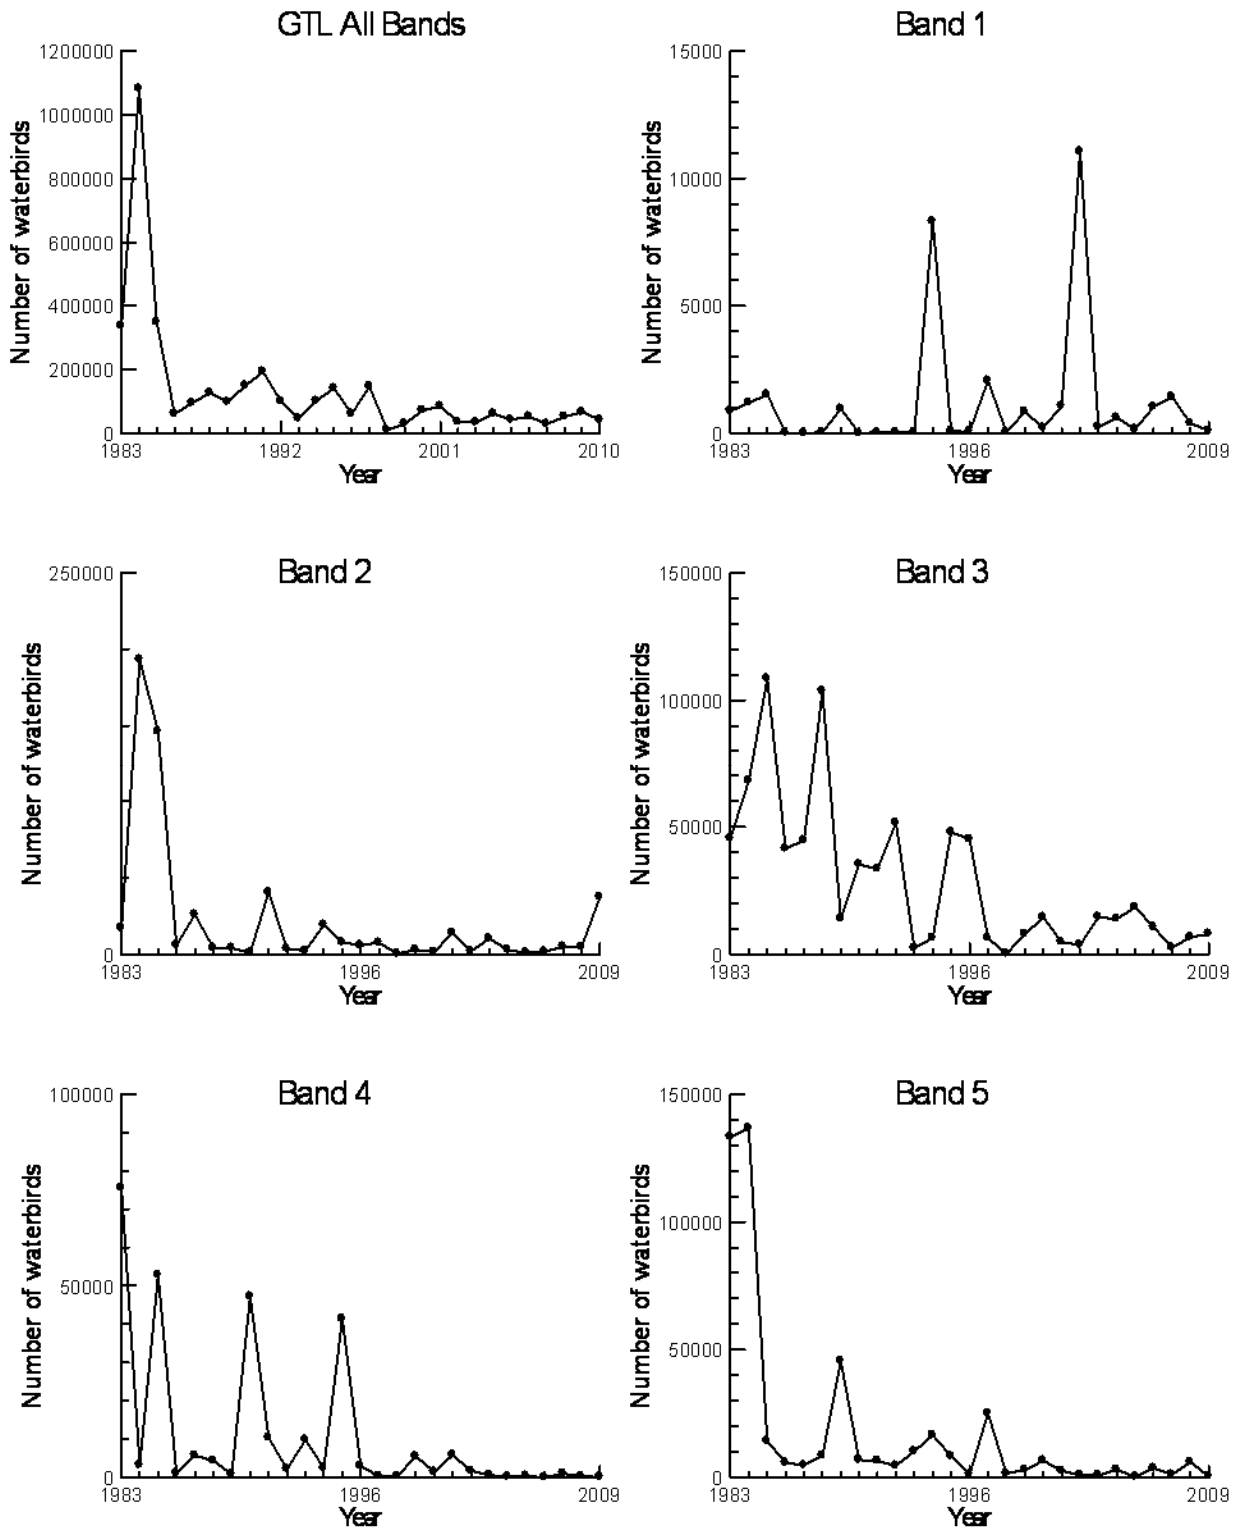 GTL All Bands
1200000
1000000
800000
600000
400000
200000
0
Number of waterbirds
1983
1992
2001
2010
Year
Band 1
15000
10000
5000
0
Number of waterbirds
1983
1996
2009
Year
Band 2
250000
0
Number of waterbirds
1983
1996
2009
Year
Band 3
150000
100000
50000
0
Number of waterbirds
1983
1996
2009
Year
Band 4
100000
50000
0
Number of waterbirds
1983
1996
2009
Year
Band 5
150000
100000
50000
0
Number of waterbirds
1983
1996
2009
Year